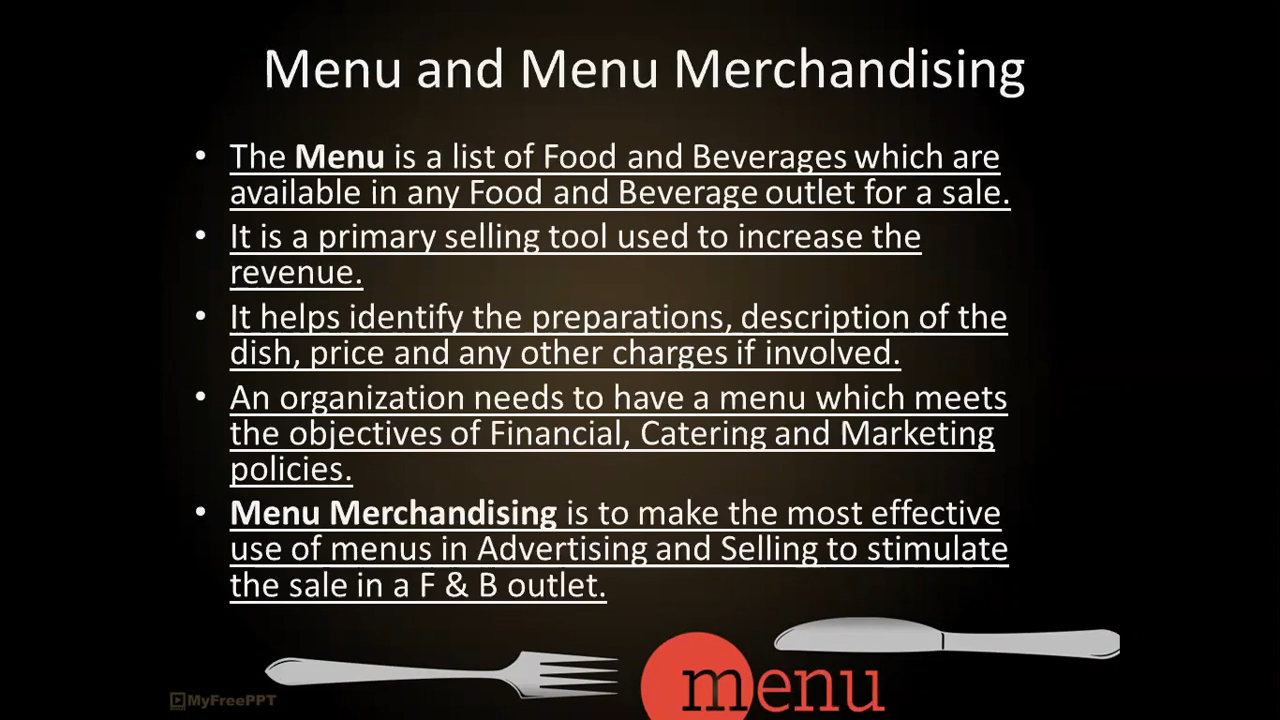 Menu and Menu Merchandising
• The Menu is a list of Food and Beverages which are
available in any Food and Beverage outlet for a sale.
• It is a primary selling tool used to increase the
revenue.
• It helps identify the preparations, description of the
dish, price and any other charges if involved.
• An organization needs to have a menu which meets
the objectives of Financial, Catering and Marketing
policies.
• Menu Merchandising is to make the most effective
use of menus in Advertising and Selling to stimulate
the sale in a F & B outlet.
menu
MyFreePPT